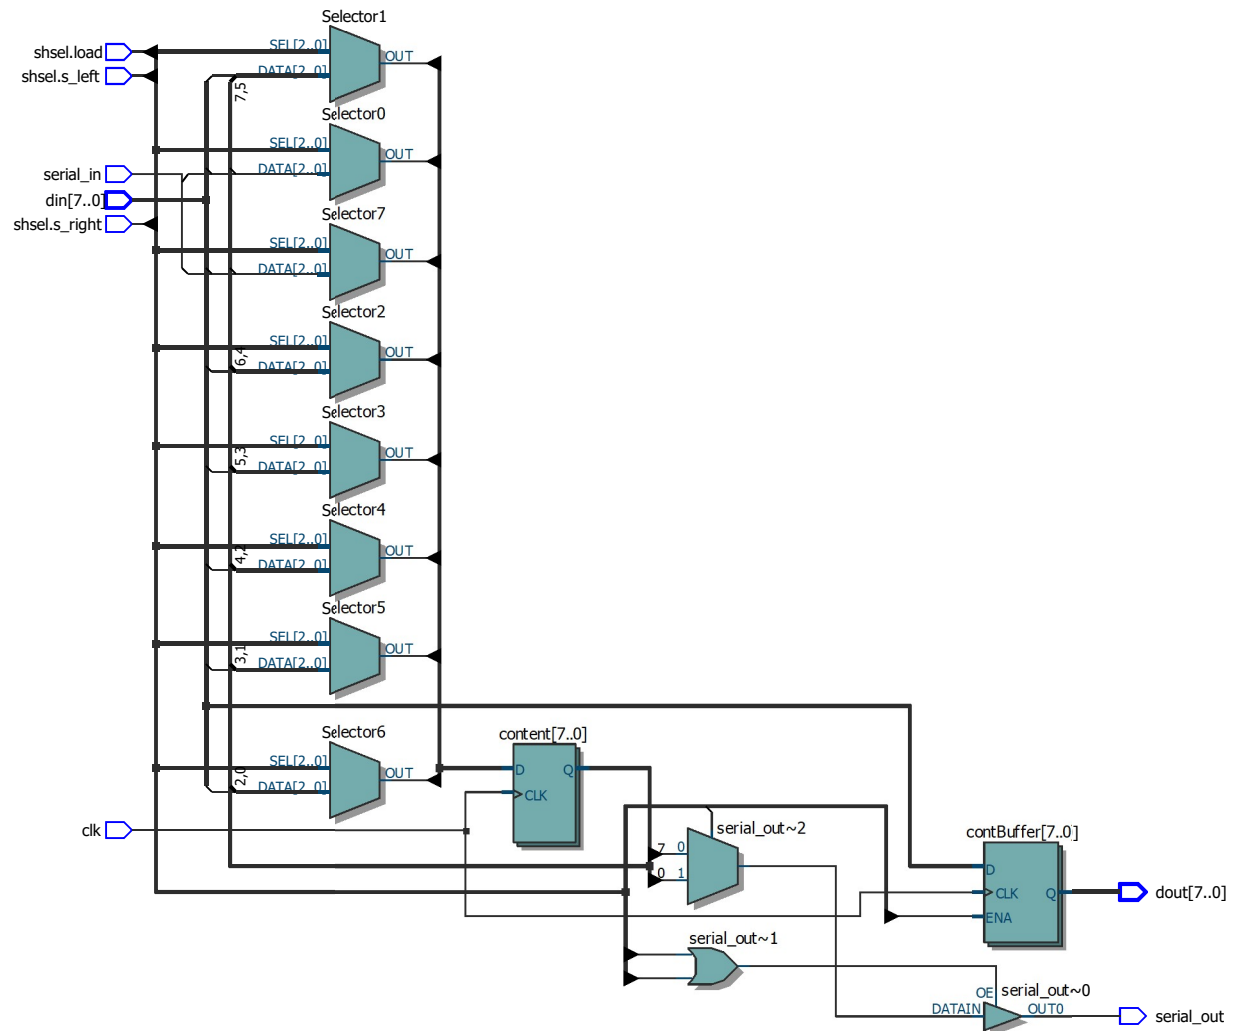 Selector1
shsel.load
SEL[2..0]
OUT
shsel.s_left
DATA[2..0]
7,5
Selector0
SEL[2..0]
OUT
serial_in
DATA[2..0]
din[7..0]
Selector7
shsel.s_right
SEL[2..0]
OUT
DATA[2..0]
Selector2
SEL[2..0]
OUT
6,4
DATA[2..0]
Selector3
SEL[2..0]
OUT
5,3
DATA[2..0]
Selector4
SEL[2..0]
OUT
4,2
DATA[2..0]
Selector5
SEL[2..0]
OUT
3,1
DATA[2..0]
Selector6
content[7..0]
SEL[2..0]
OUT
D
Q
2,0
DATA[2..0]
CLK
clk
serial_out~2
contBuffer[7..0]
7
0
0
1
D
CLK
Q
dout[7..0]
ENA
serial_out~1
OE
serial_out~0
DATAIN
OUT0
serial_out